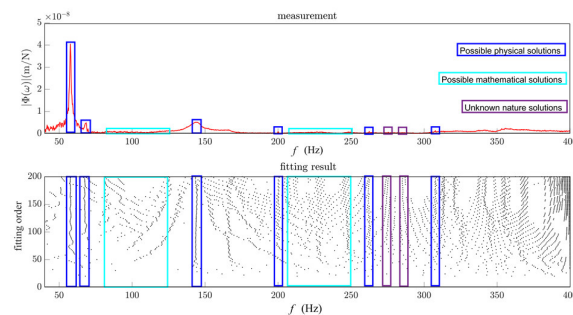 measurement
×10⁻⁸
5
4
3
2
1
0
|Φ(ω)|(m/N)
Possible physical solutions
Possible mathematical solutions
Unknown nature solutions
50 100 150 200 250 300 350 400
f (Hz)
fitting result
200
150
100
50
0
fitting order
50 100 150 200 250 300 350 400
f (Hz)